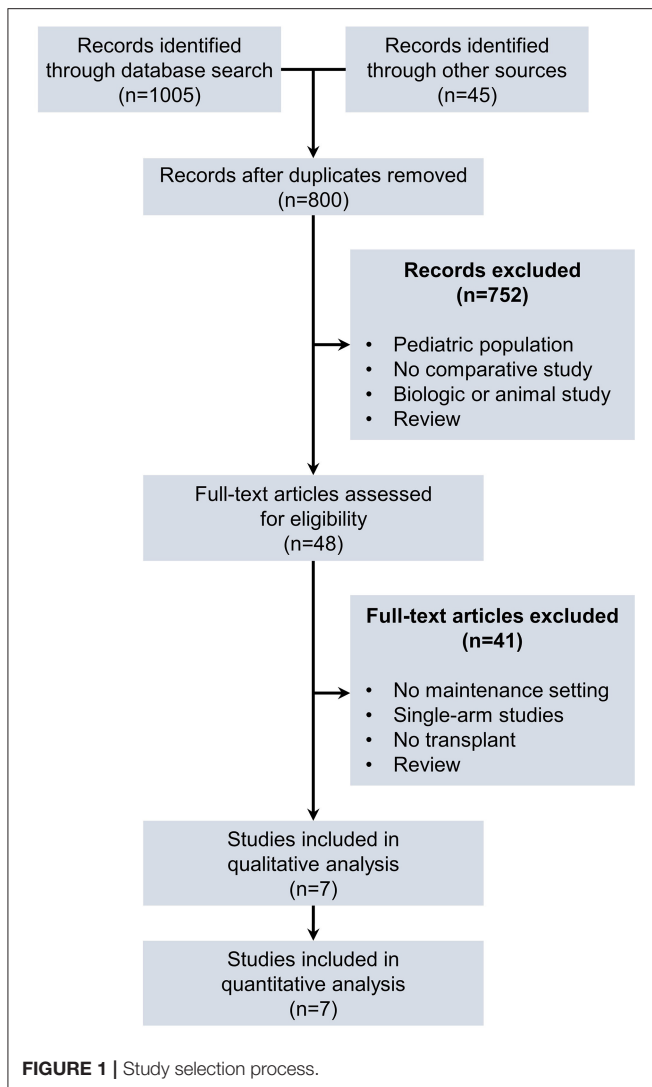 Records identified
through database search
(n=1005)
Records identified
through other sources
(n=45)
Records after duplicates removed
(n=800)
Records excluded
(n=752)
• Pediatric population
• No comparative study
• Biologic or animal study
• Review
Full-text articles assessed
for eligibility
(n=48)
Full-text articles excluded
(n=41)
• No maintenance setting
• Single-arm studies
• No transplant
• Review
Studies included in
qualitative analysis
(n=7)
Studies included in
quantitative analysis
(n=7)
FIGURE 1 | Study selection process.